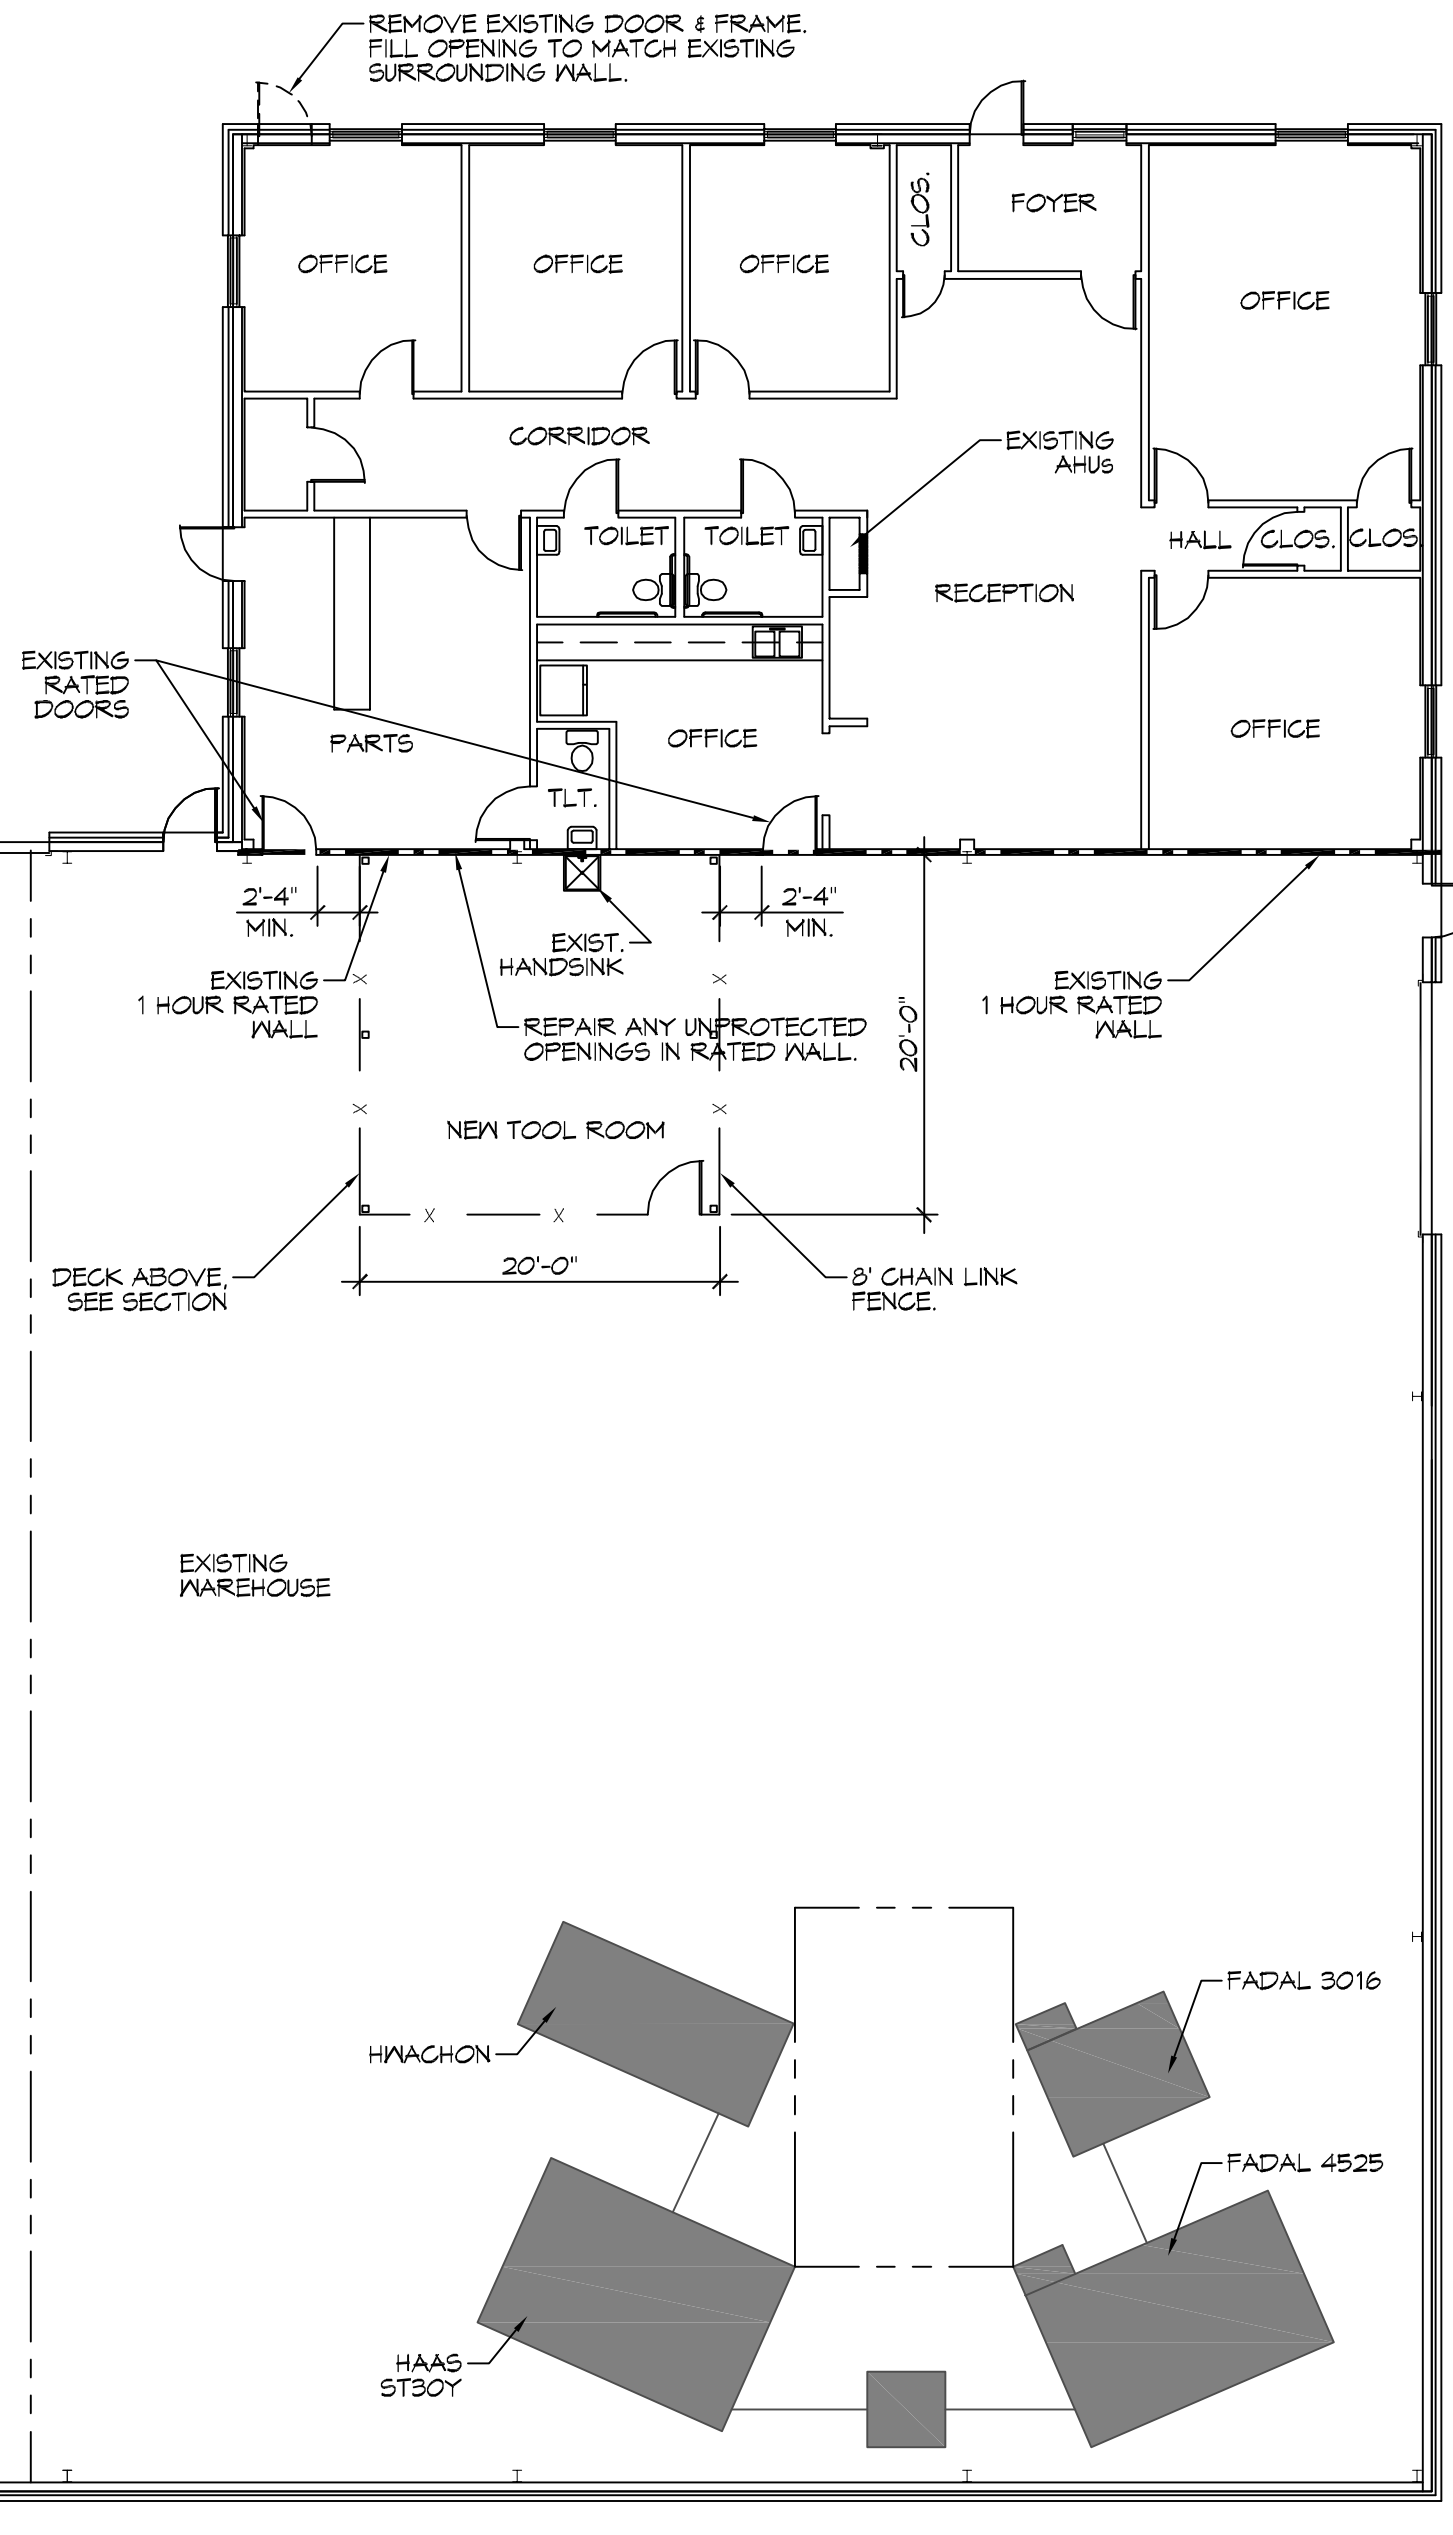 REMOVE EXISTING DOOR & FRAME.
FILL OPENING TO MATCH EXISTING
SURROUNDING WALL.
CLOS.
FOYER
OFFICE
OFFICE
OFFICE
OFFICE
CORRIDOR
EXISTING
AHUs
TOILET
TOILET
HALL
CLOS.
CLOS.
RECEPTION
EXISTING
RATED
DOORS
PARTS
OFFICE
OFFICE
TLT.
2'-4"
MIN.
2'-4"
MIN.
EXIST.
HANDSINK
EXISTING
1 HOUR RATED
WALL
EXISTING
1 HOUR RATED
WALL
20'-0"
REPAIR ANY UNPROTECTED
OPENINGS IN RATED WALL.
X
X
X
X
NEW TOOL ROOM
X
X
20'-0"
DECK ABOVE,
SEE SECTION
8' CHAIN LINK
FENCE.
EXISTING
WAREHOUSE
FADAL 3016
HWACHON
FADAL 4525
HAAS
ST30Y